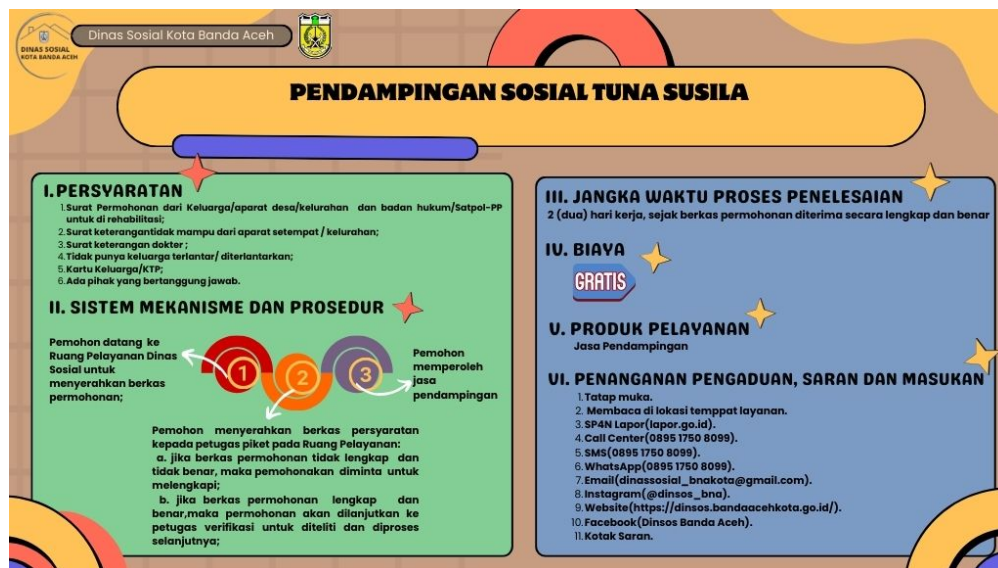 DINAS SOSIAL
KOTA BANDA ACEH
Dinas Sosial Kota Banda Aceh
PENDAMPINGAN SOSIAL TUNA SUSILA
I. PERSYARATAN
1. Surat Permohonan dari Keluarga/aparat desa/kelurahan dan badan hukum/Satpol-PP
untuk di rehabilitasi;
2. Surat keterangantidak mampu dari aparat setempat / kelurahan;
3. Surat keterangan dokter ;
4. Tidak punya keluarga terlantar/ diterlantarkan;
5. Kartu Keluarga/KTP;
6. Ada pihak yang bertanggung jawab.
II. SISTEM MEKANISME DAN PROSEDUR
Pemohon datang ke
Ruang Pelayanan Dinas
Sosial untuk
menyerahkan berkas
permohonan;
1
2
3
Pemohon
memperoleh
jasa
pendampingan
Pemohon menyerahkan berkas persyaratan
kepada petugas piket pada Ruang Pelayanan:
a. jika berkas permohonan tidak lengkap dan
tidak benar, maka pemohonakan diminta untuk
melengkapi;
b. jika berkas permohonan lengkap dan
benar,maka permohonan akan dilanjutkan ke
petugas verifikasi untuk diteliti dan diproses
selanjutnya;
III. JANGKA WAKTU PROSES PENELESAIAN
2 (dua) hari kerja, sejak berkas permohonan diterima secara lengkap dan benar
IV. BIAYA
GRATIS
V. PRODUK PELAYANAN
Jasa Pendampingan
VI. PENANGANAN PENGADUAN, SARAN DAN MASUKAN
1. Tatap muka.
2. Membaca di lokasi temppat layanan.
3. SP4N Lapor(lapor.go.id).
4. Call Center(0895 1750 8099).
5. SMS(0895 1750 8099).
6. WhatsApp(0895 1750 8099).
7. Email(dinassosial_bnakota@gmail.com).
8. Instagram(@dinsos_bna).
9. Website(https://dinsos.bandaacehkota.go.id/).
10. Facebook(Dinsos Banda Aceh).
11. Kotak Saran.